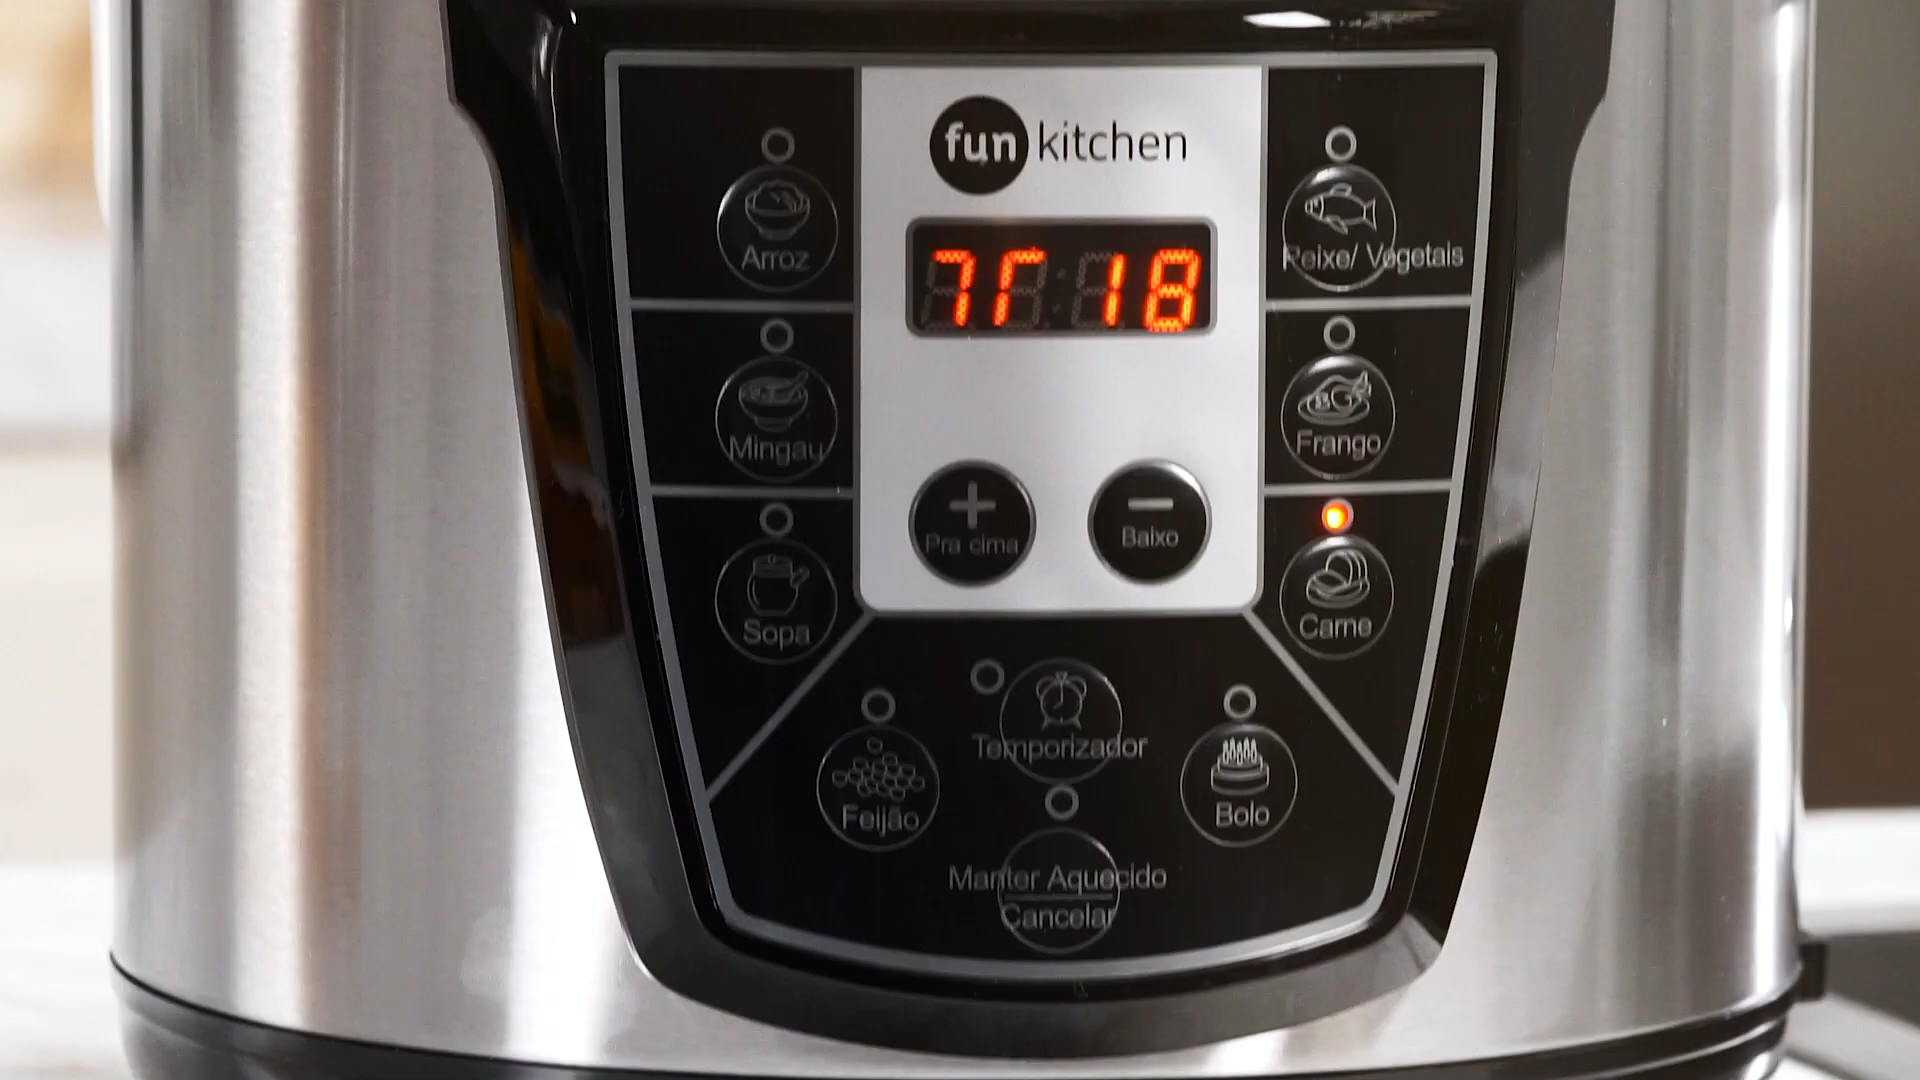 fun kitchen
Arroz
Peixe/ Vegetais
18
Mingau
Frango
+
Pra cima
−
Baixo
Sopa
Carne
Temporizador
Feijão
Bolo
Manter Aquecido
Cancelar